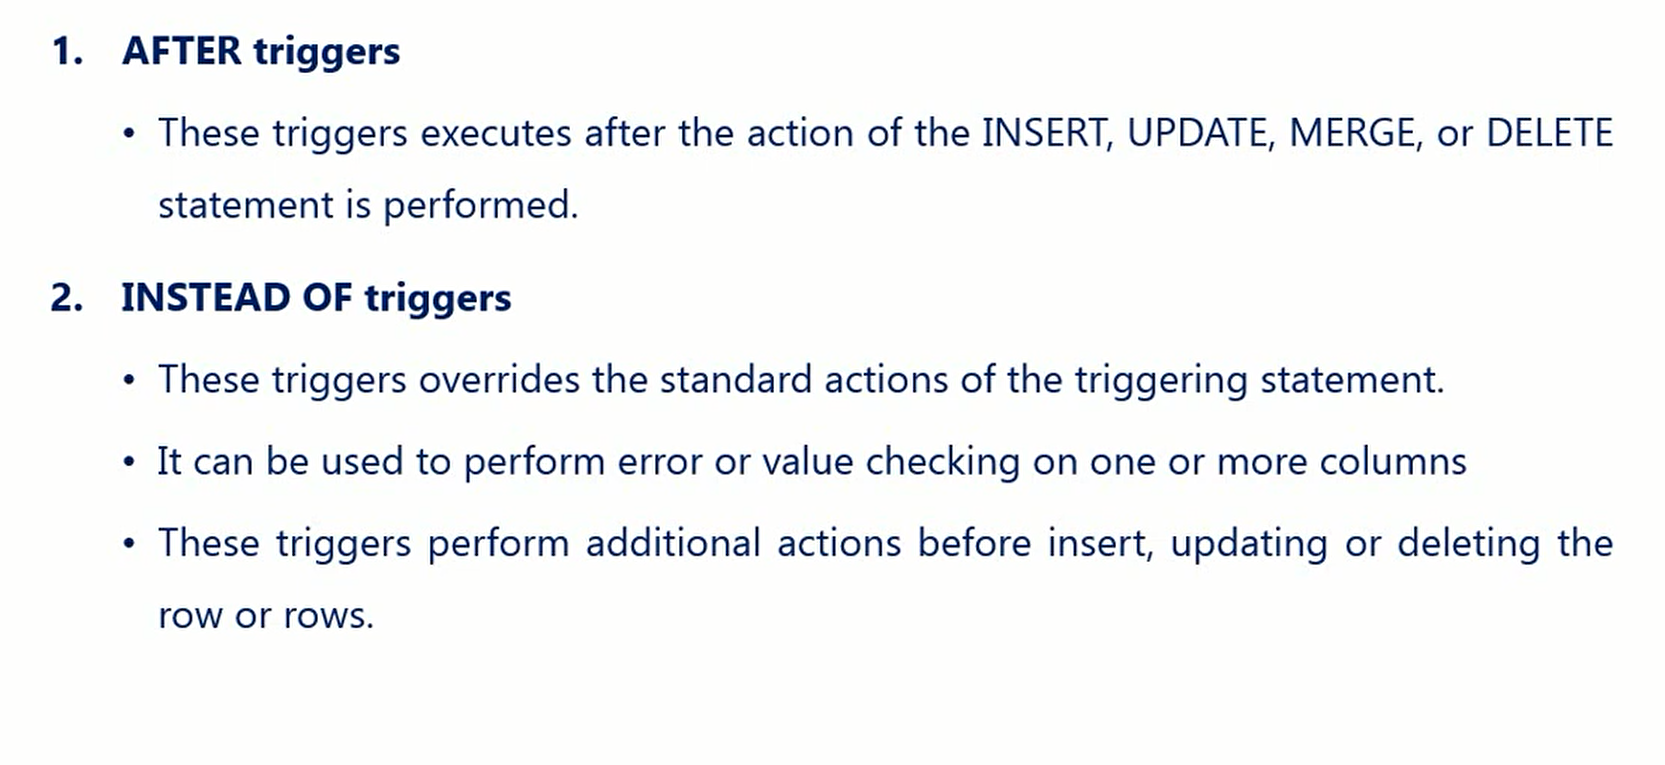 1. AFTER triggers
• These triggers executes after the action of the INSERT, UPDATE, MERGE, or DELETE
statement is performed.
2. INSTEAD OF triggers
• These triggers overrides the standard actions of the triggering statement.
• It can be used to perform error or value checking on one or more columns
• These triggers perform additional actions before insert, updating or deleting the
row or rows.